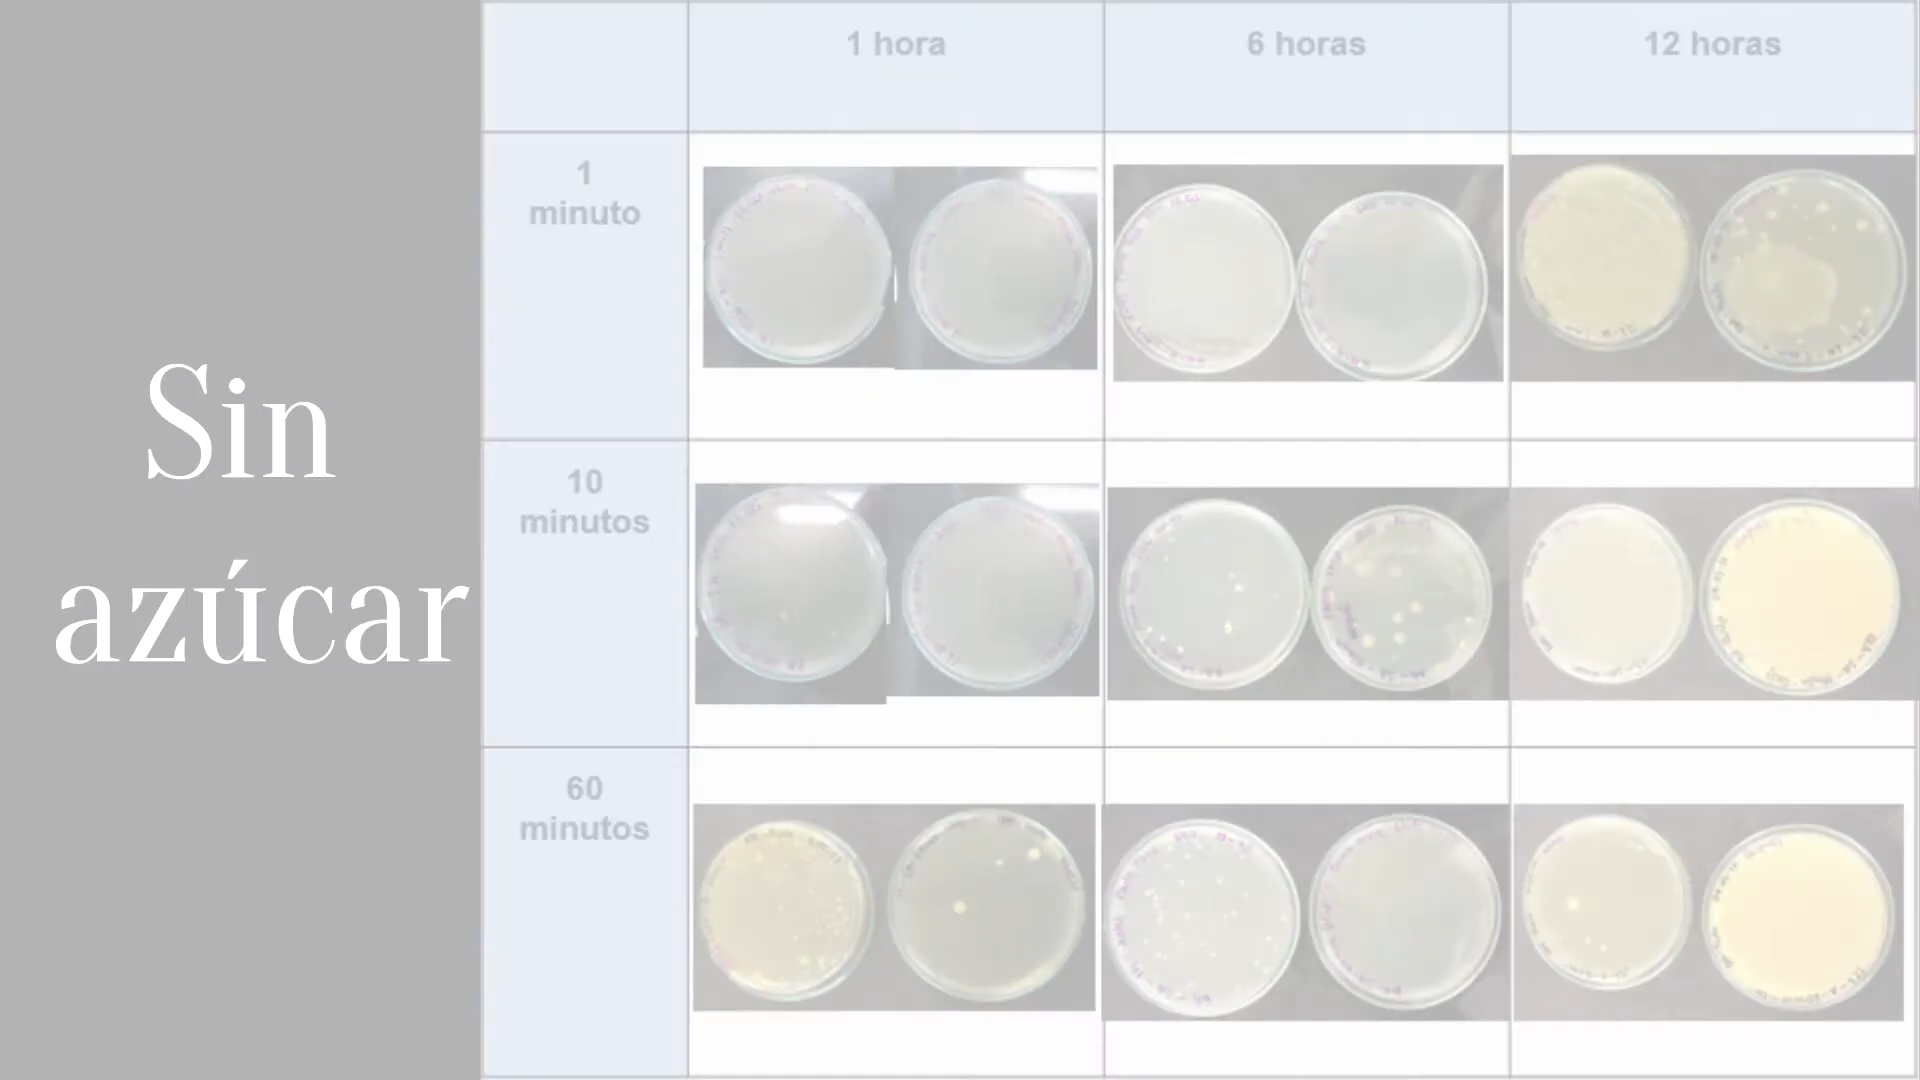 Sin
azúcar
1 hora
6 horas
12 horas
1
minuto
10
minutos
60
minutos